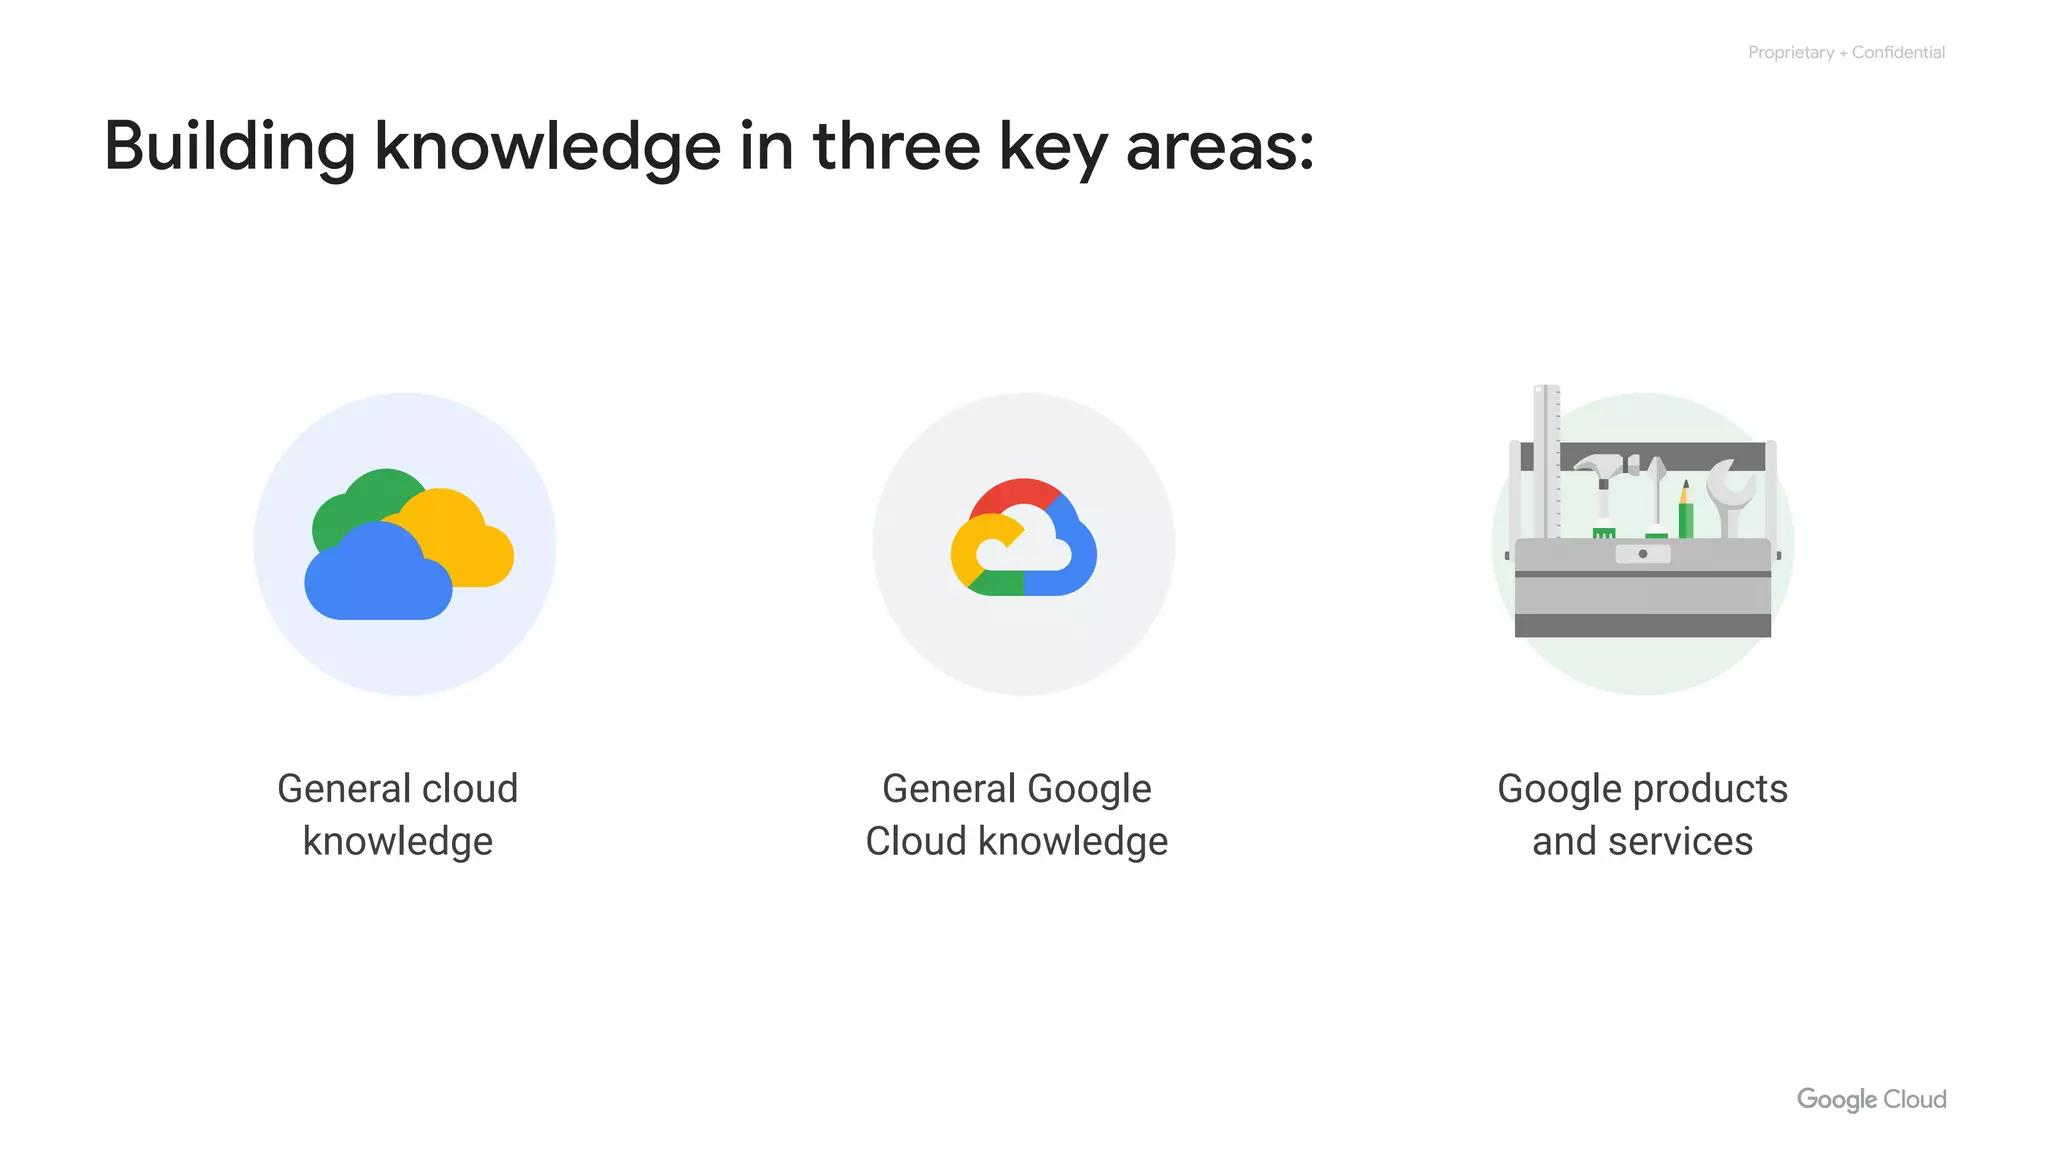 Proprietary + Confidential
Building knowledge in three key areas:
General cloud
knowledge
General Google
Cloud knowledge
Google products
and services
Google Cloud